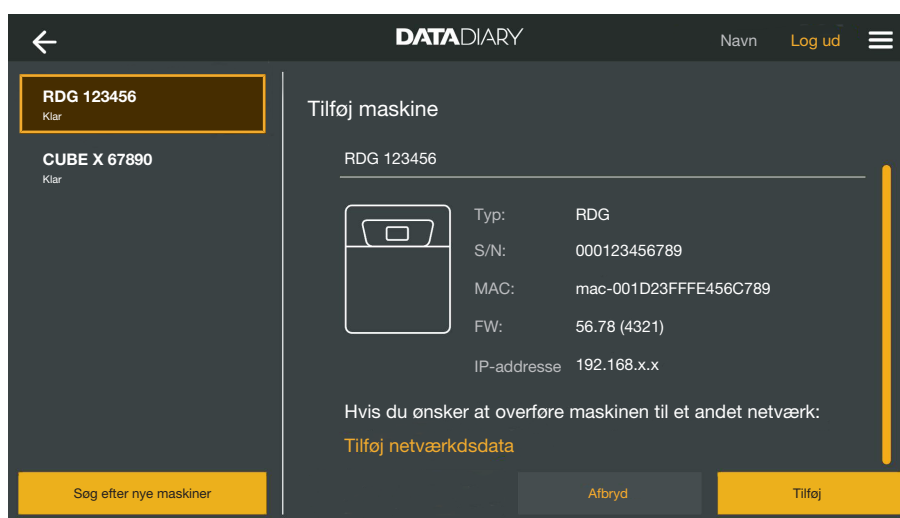 DATADIARY
Navn
Log ud
RDG 123456
Klar
CUBE X 67890
Klar
Søg efter nye maskiner
Tilføj maskine
RDG 123456
Typ: RDG
S/N: 000123456789
MAC: mac-001D23FFFE456C789
FW: 56.78 (4321)
IP-addresse 192.168.x.x
Hvis du ønsker at overføre maskinen til et andet netværk:
Tilføj netværkdsdata
Afbryd
Tilføj